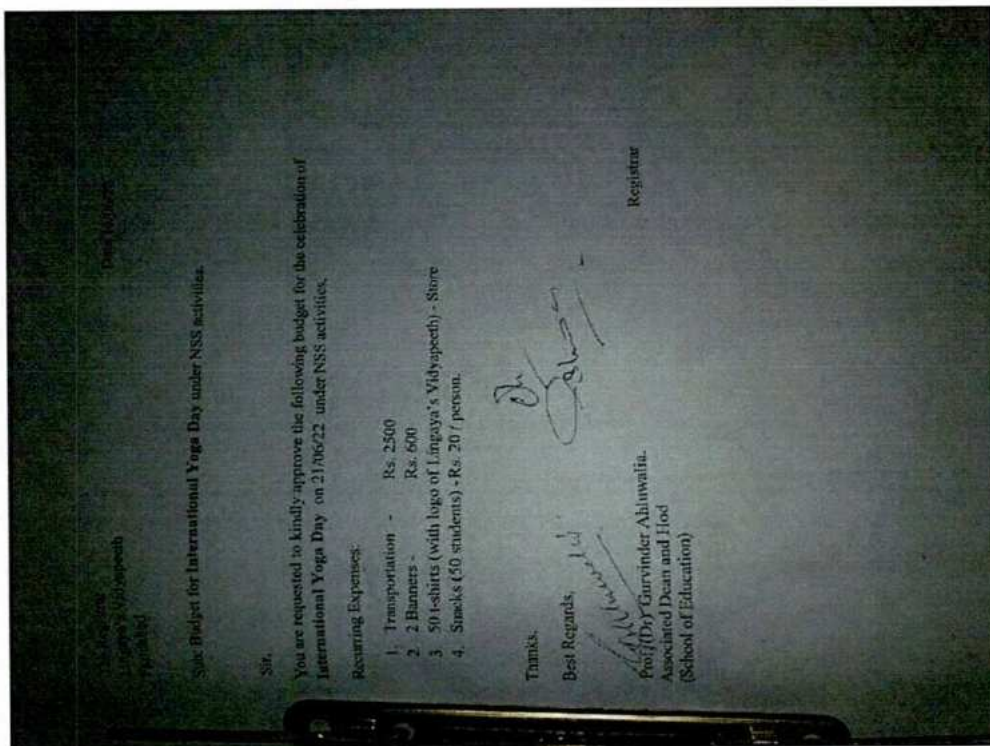 Lingaya's Vidyapeeth
Sub: Budget for International Yoga Day under NSS activities.
Sir,
You are requested to kindly approve the following budget for the celebration of
International Yoga Day on 21/06/22 under NSS activities.
Recurring Expenses:
1. Transportation - Rs. 2500
2. 2 Banners - Rs. 600
3 50 t-shirts (with logo of Lingaya's Vidyapeeth) - Store
4. Snacks (50 students) - Rs. 20 / person.
Thanks.
Best Regards,
Prof.(Dr) Gurvinder Ahluwalia.
Associated Dean and Hod
(School of Education)
Registrar